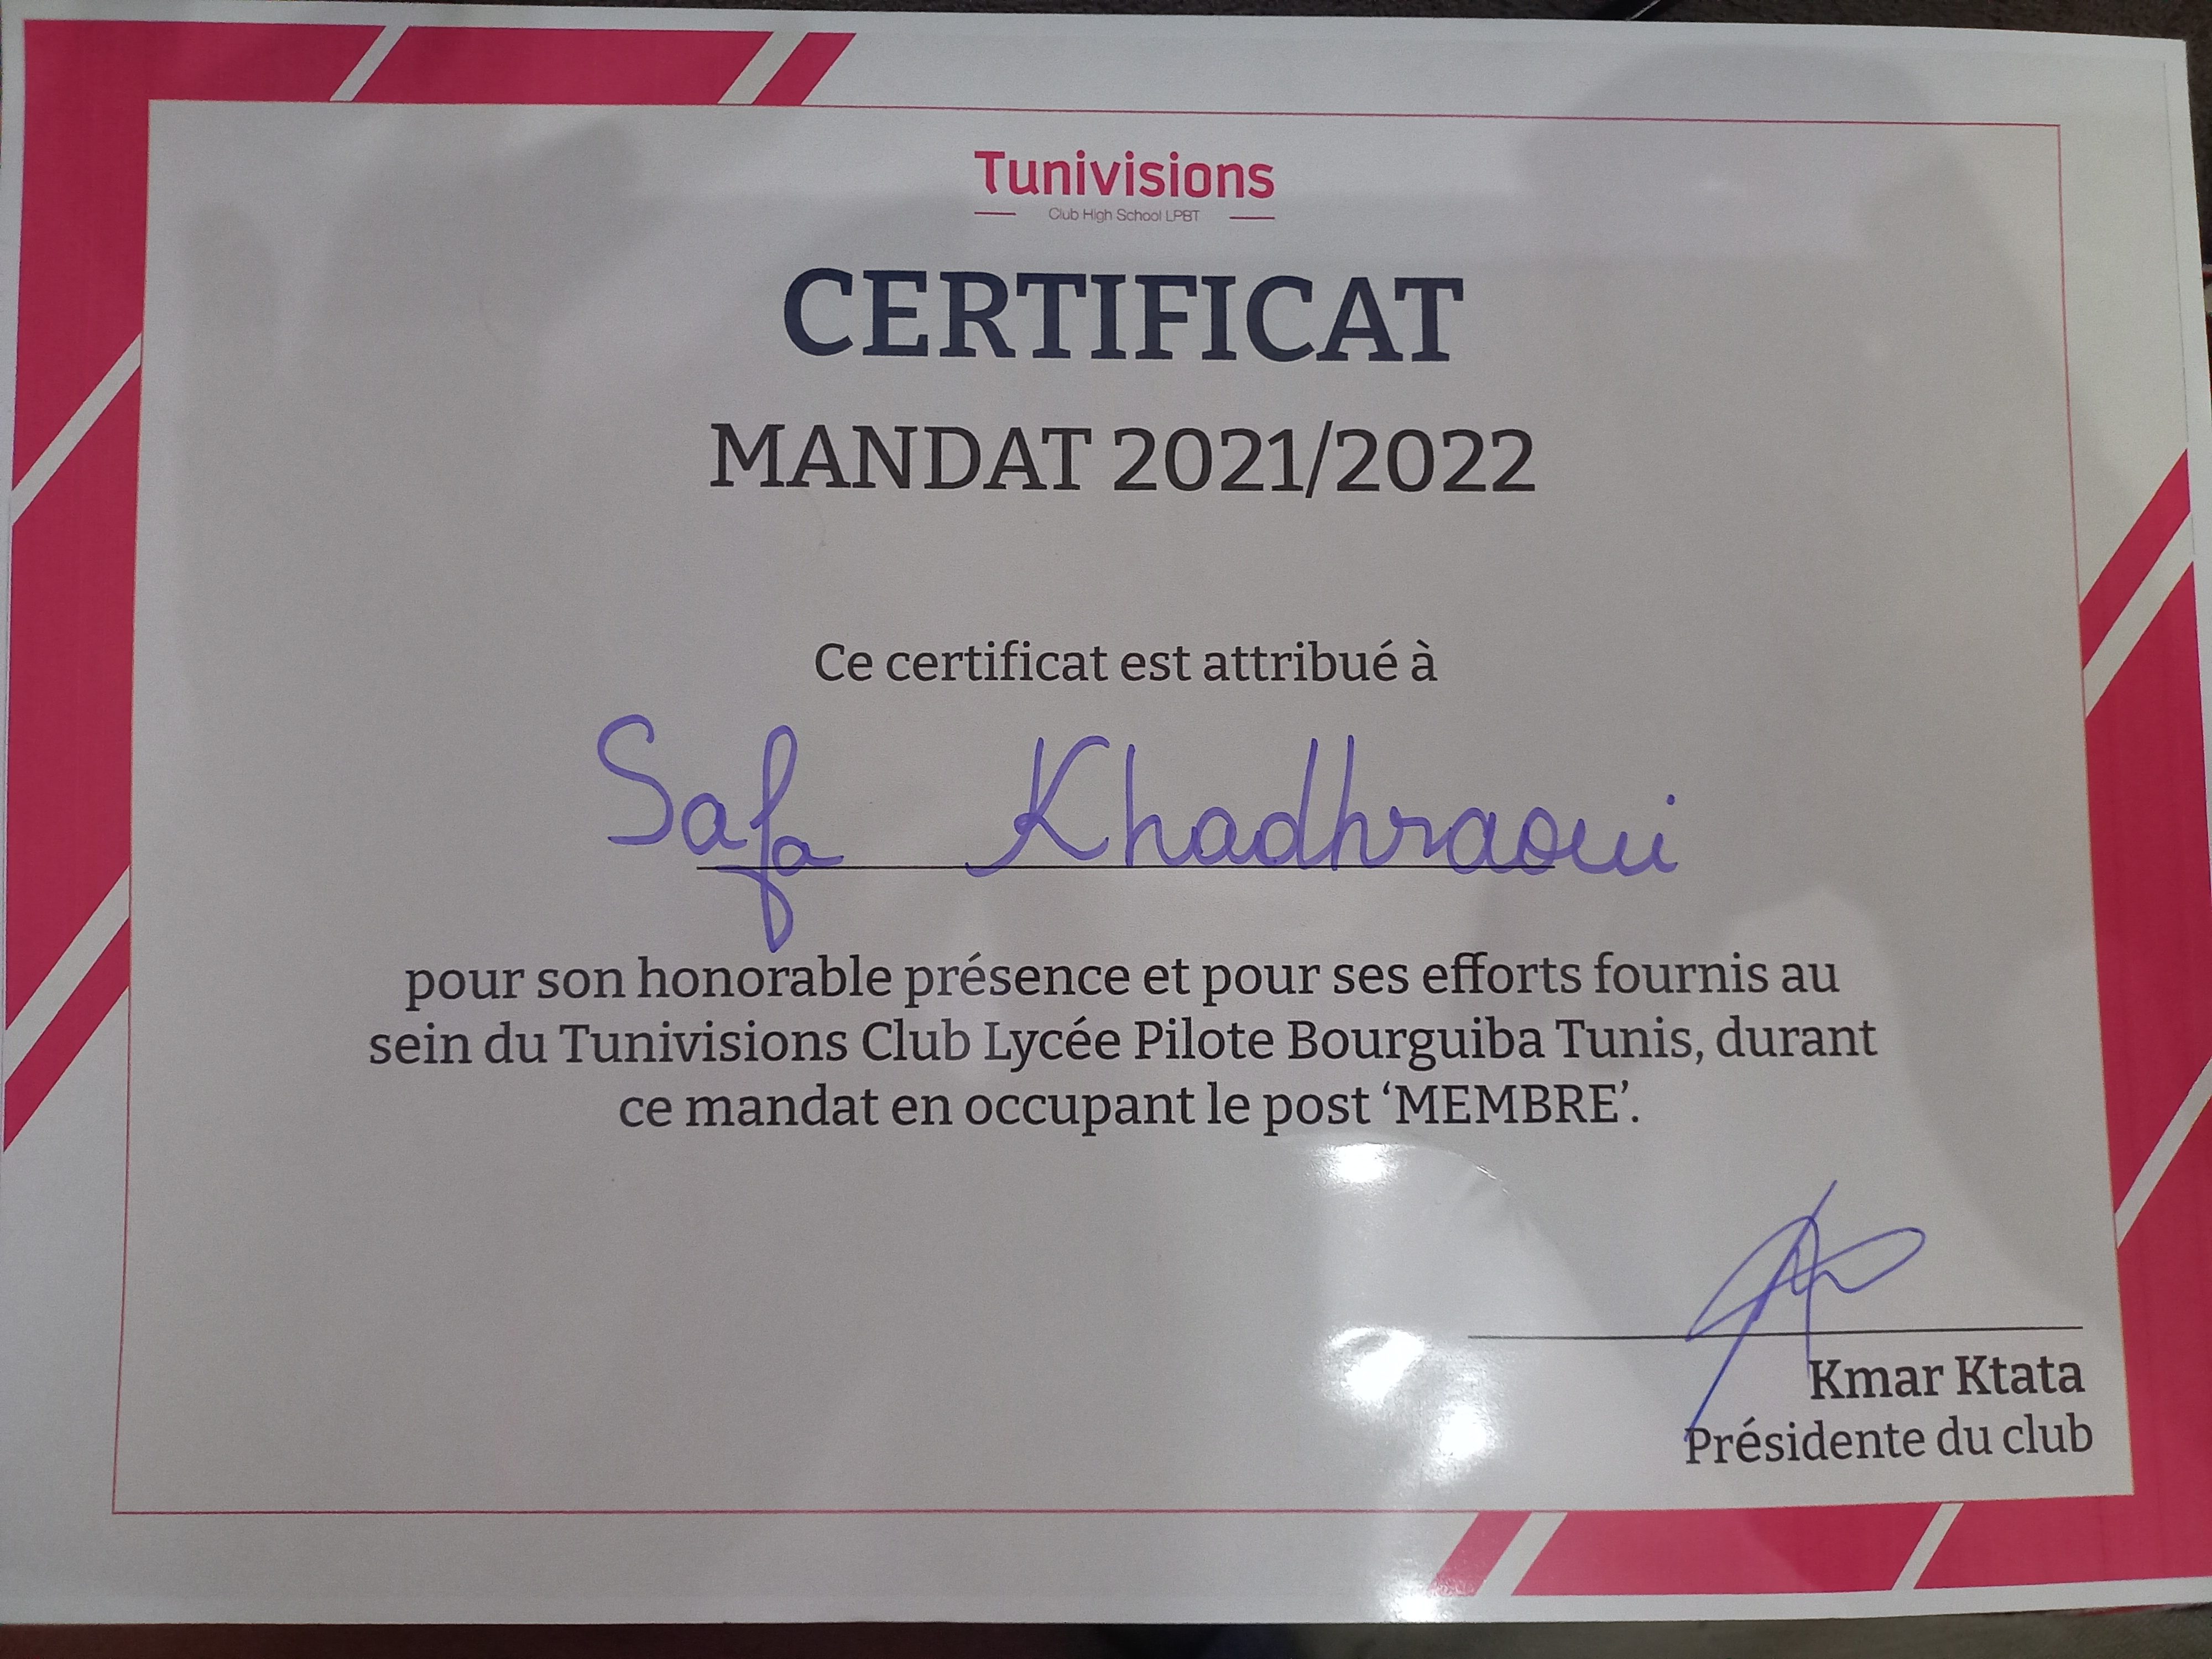 Tunivisions
Club High School LPBT
CERTIFICAT
MANDAT 2021/2022
Ce certificat est attribué à
Safa Khadhraoui
pour son honorable présence et pour ses efforts fournis au
sein du Tunivisions Club Lycée Pilote Bourguiba Tunis, durant
ce mandat en occupant le post ‘MEMBRE’.
Kmar Ktata
Présidente du club